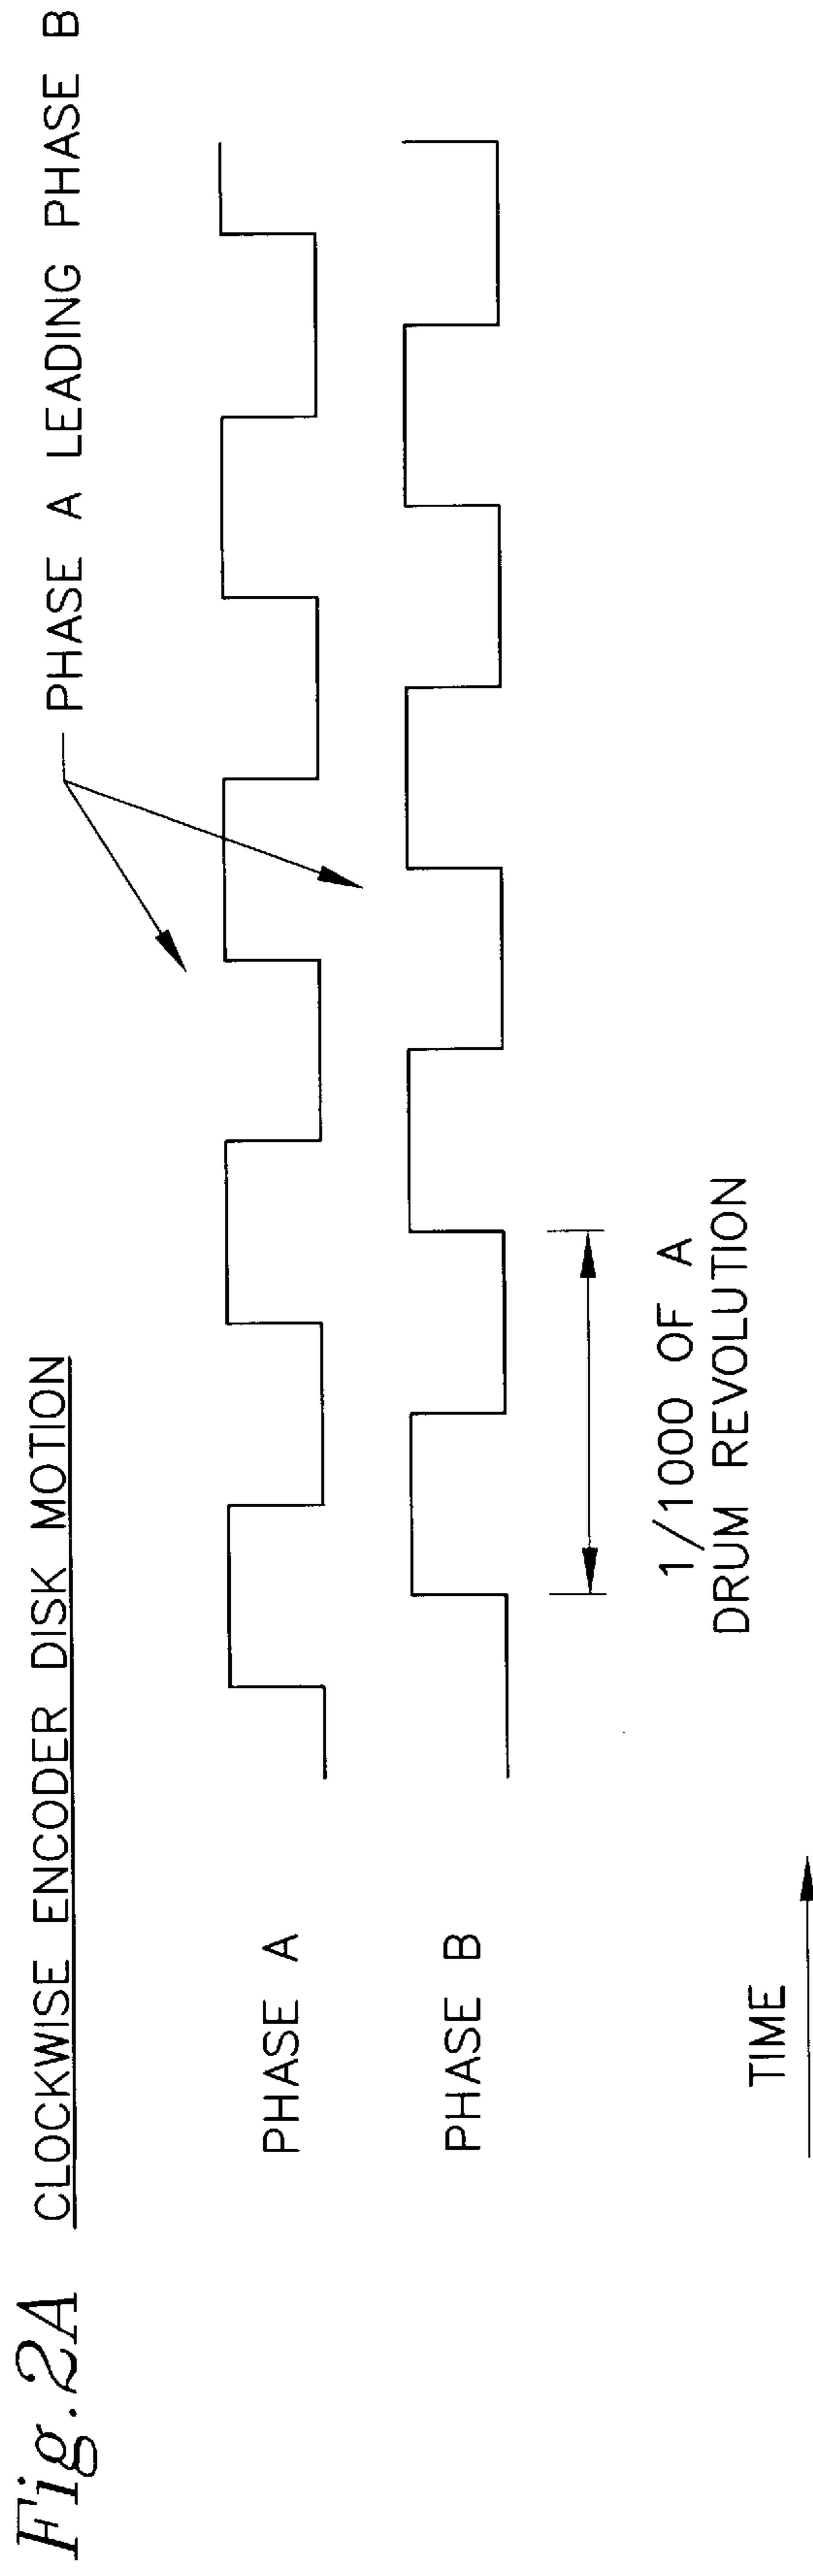 Fig. 2A CLOCKWISE ENCODER DISK MOTION
PHASE A LEADING PHASE B
PHASE A
PHASE B
1/1000 OF A
DRUM REVOLUTION
TIME